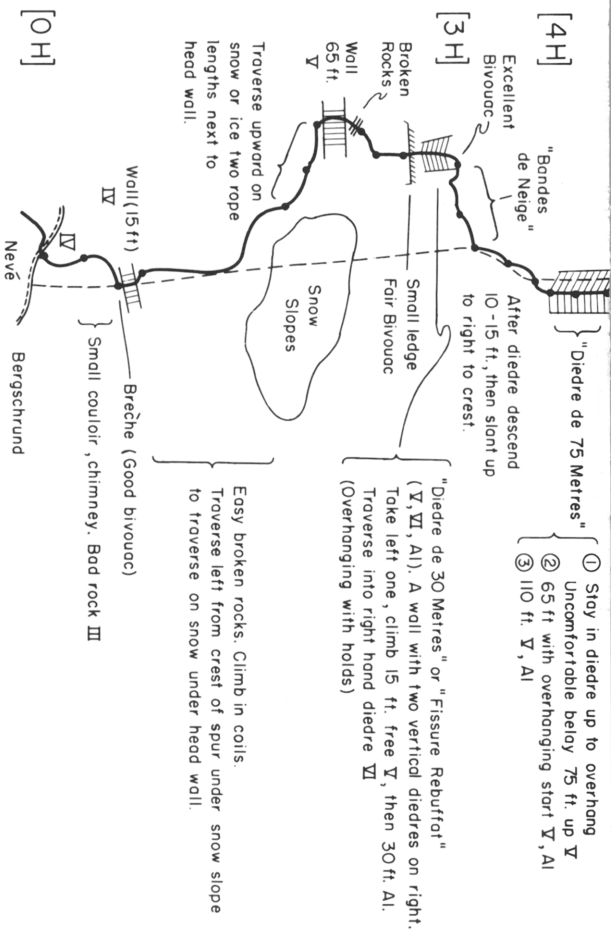 [4H]
"Diedre de 75 Metres"
① Stay in diedre up to overhang
Uncomfortable belay 75 ft. up V
② 65 ft with overhanging start V, A1
③ 110 ft. V, A1
"Bandes
de Neige"
After diedre descend
10-15 ft., then slant up
to right to crest.
Excellent
Bivouac
[3H]
"Diedre de 30 Metres" or "Fissure Rebuffat"
(V, VI, A1). A wall with two vertical diedres on right.
Take left one, climb 15 ft. free V, then 30 ft. A1.
Traverse into right hand diedre VI
(Overhanging with holds)
Small ledge
Fair Bivouac
Broken
Rocks
Wall
65 ft.
V
Snow
Slopes
Traverse upward on
snow or ice two rope
lengths next to
head wall.
Easy broken rocks. Climb in coils.
Traverse left from crest of spur under snow slope
to traverse on snow under head wall.
Wall (15 ft)
IV
Breche (Good bivouac)
IV
Small couloir, chimney. Bad rock III
Nevé
Bergschrund
[0H]